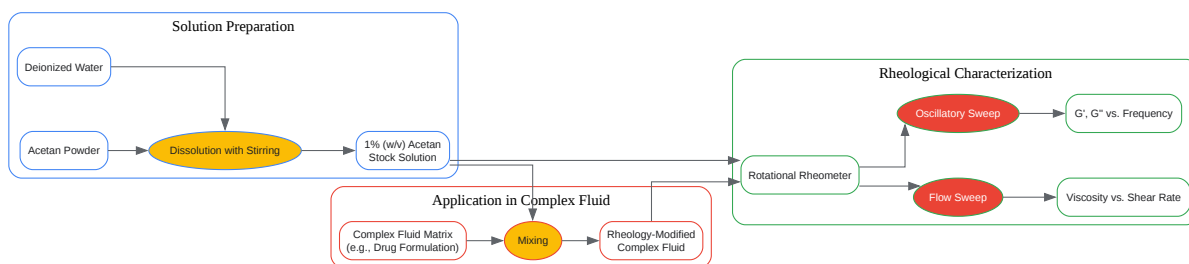 Solution Preparation
Deionized Water
Acetan Powder
Dissolution with Stirring
1% (w/v) Acetan
Stock Solution
Application in Complex Fluid
Complex Fluid Matrix
(e.g., Drug Formulation)
Mixing
Rheology-Modified
Complex Fluid
Rheological Characterization
Rotational Rheometer
Oscillatory Sweep
G', G'' vs. Frequency
Flow Sweep
Viscosity vs. Shear Rate